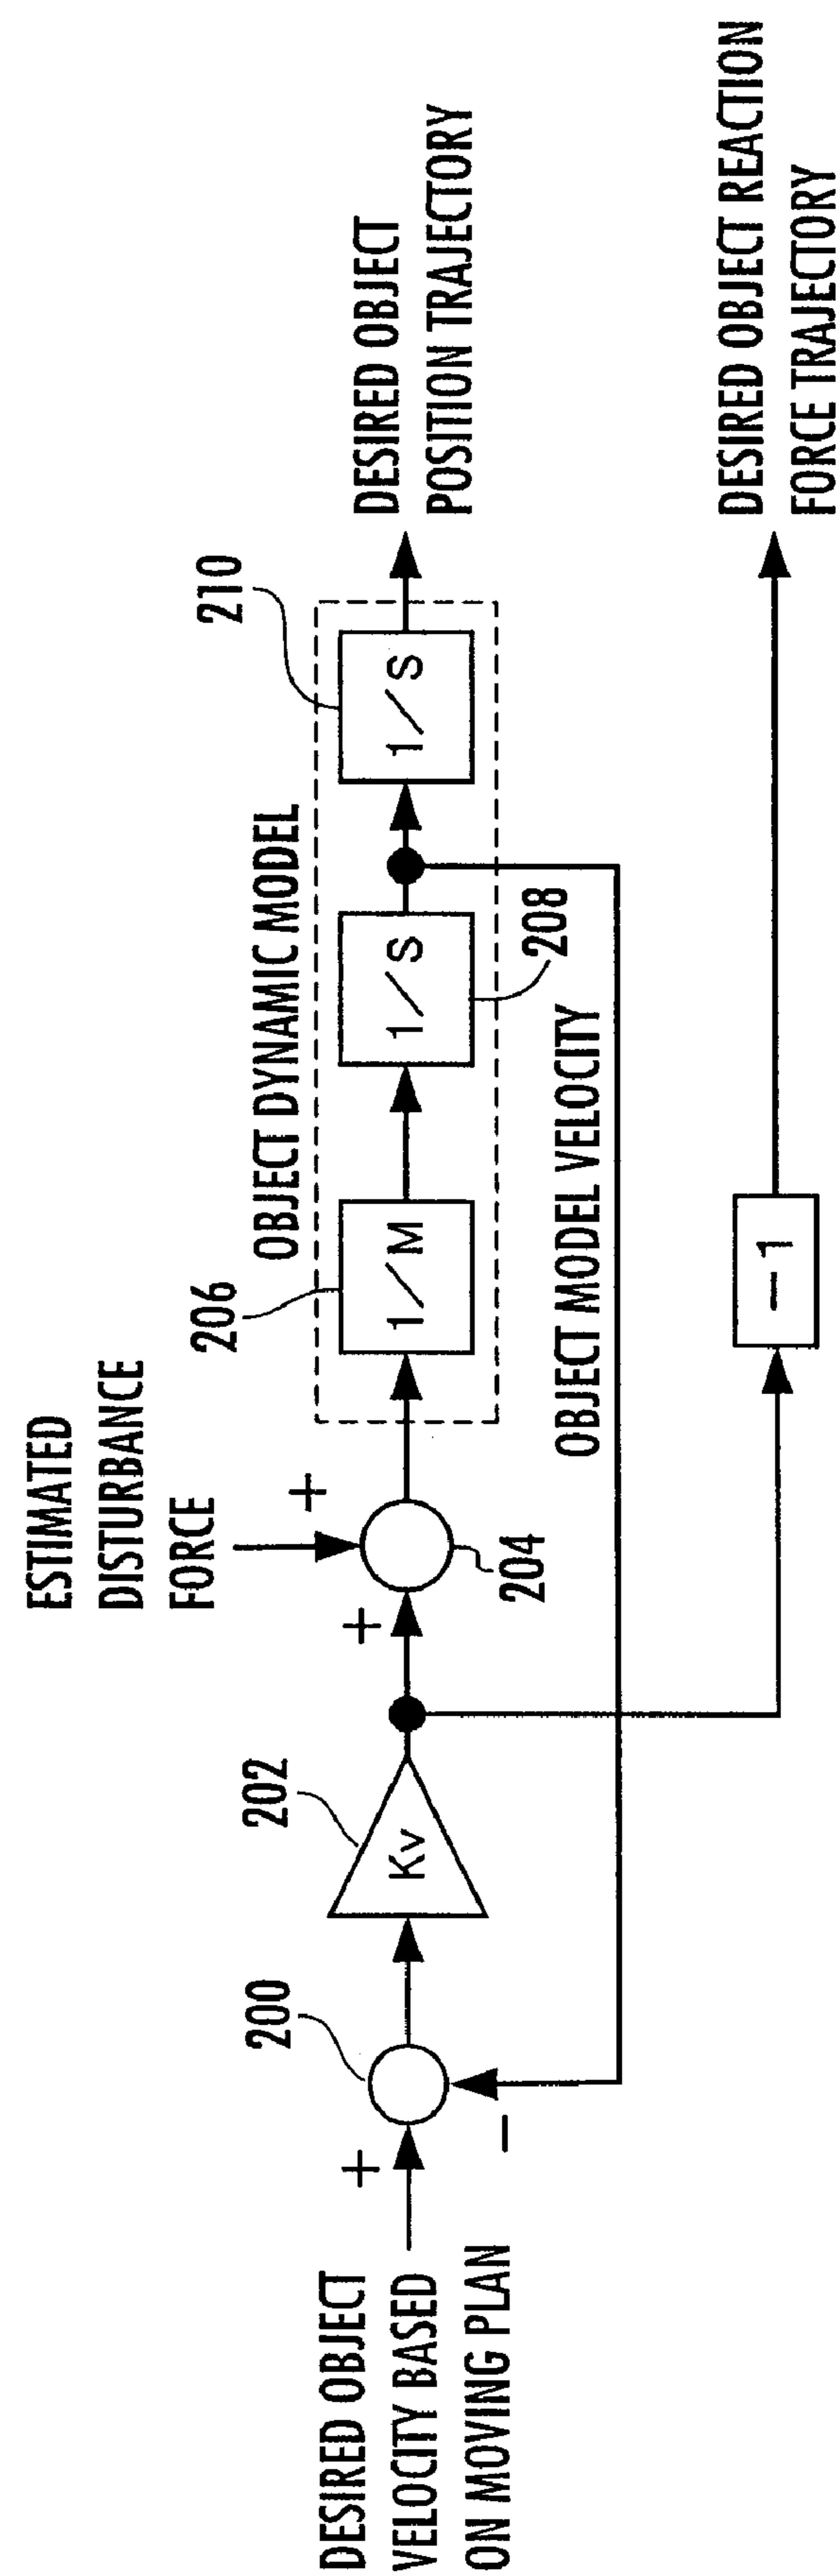 DESIRED OBJECT
VELOCITY BASED
ON MOVING PLAN
+
−
200
Kv
202
+
ESTIMATED
DISTURBANCE
FORCE
+
204
OBJECT DYNAMIC MODEL
206
1/M
1/S
208
1/S
210
OBJECT MODEL VELOCITY
DESIRED OBJECT
POSITION TRAJECTORY
−1
DESIRED OBJECT REACTION
FORCE TRAJECTORY